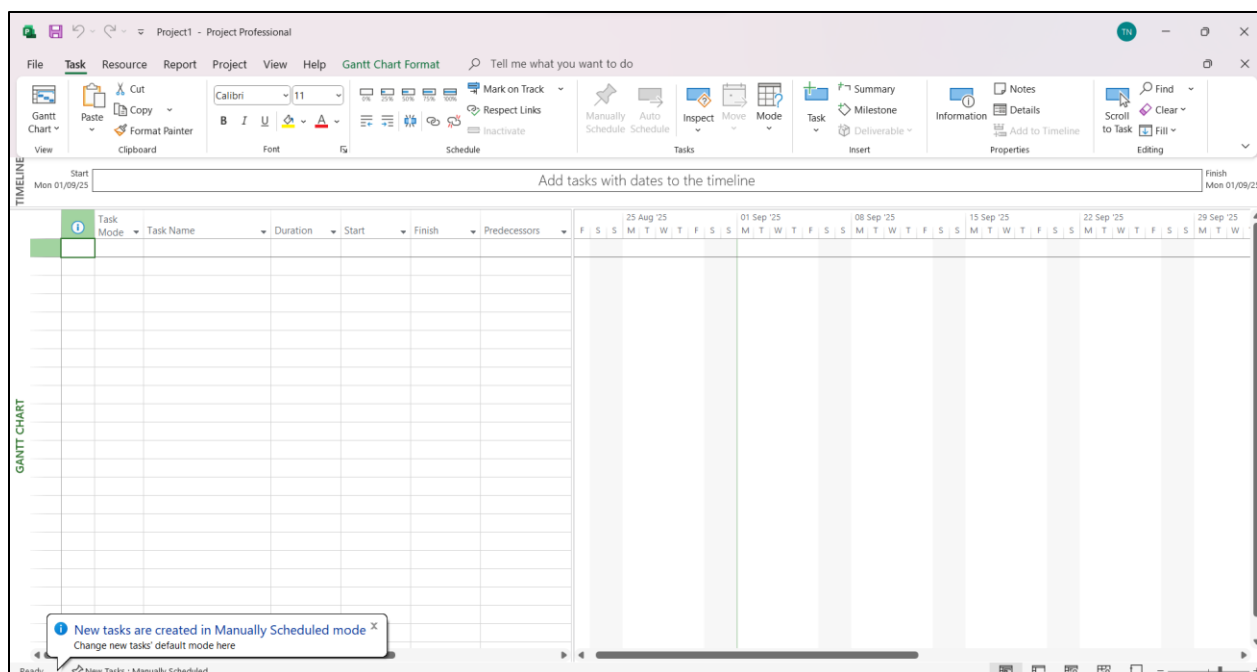 Project1 - Project Professional
TN
File Task Resource Report Project View Help Gantt Chart Format Tell me what you want to do
Gantt Chart
View
Paste
Cut
Copy
Format Painter
Clipboard
Calibri 11
B I U A
Font
0% 25% 50% 75% 100%
Mark on Track
Respect Links
Inactivate
Schedule
Manually Schedule
Auto Schedule
Inspect
Move
Mode
Tasks
Task
Summary
Milestone
Deliverable
Insert
Information
Notes
Details
Add to Timeline
Properties
Scroll to Task
Find
Clear
Fill
Editing
TIMELINE
Start
Mon 01/09/25
Add tasks with dates to the timeline
Finish
Mon 01/09/25
Task Mode Task Name Duration Start Finish Predecessors
25 Aug '25 01 Sep '25 08 Sep '25 15 Sep '25 22 Sep '25 29 Sep '25
F S S M T W T F S S M T W T F S S M T W T F S S M T W T F S S M T W T F S S M T W
GANTT CHART
New tasks are created in Manually Scheduled mode x
Change new tasks' default mode here
Ready New Tasks : Manually Scheduled